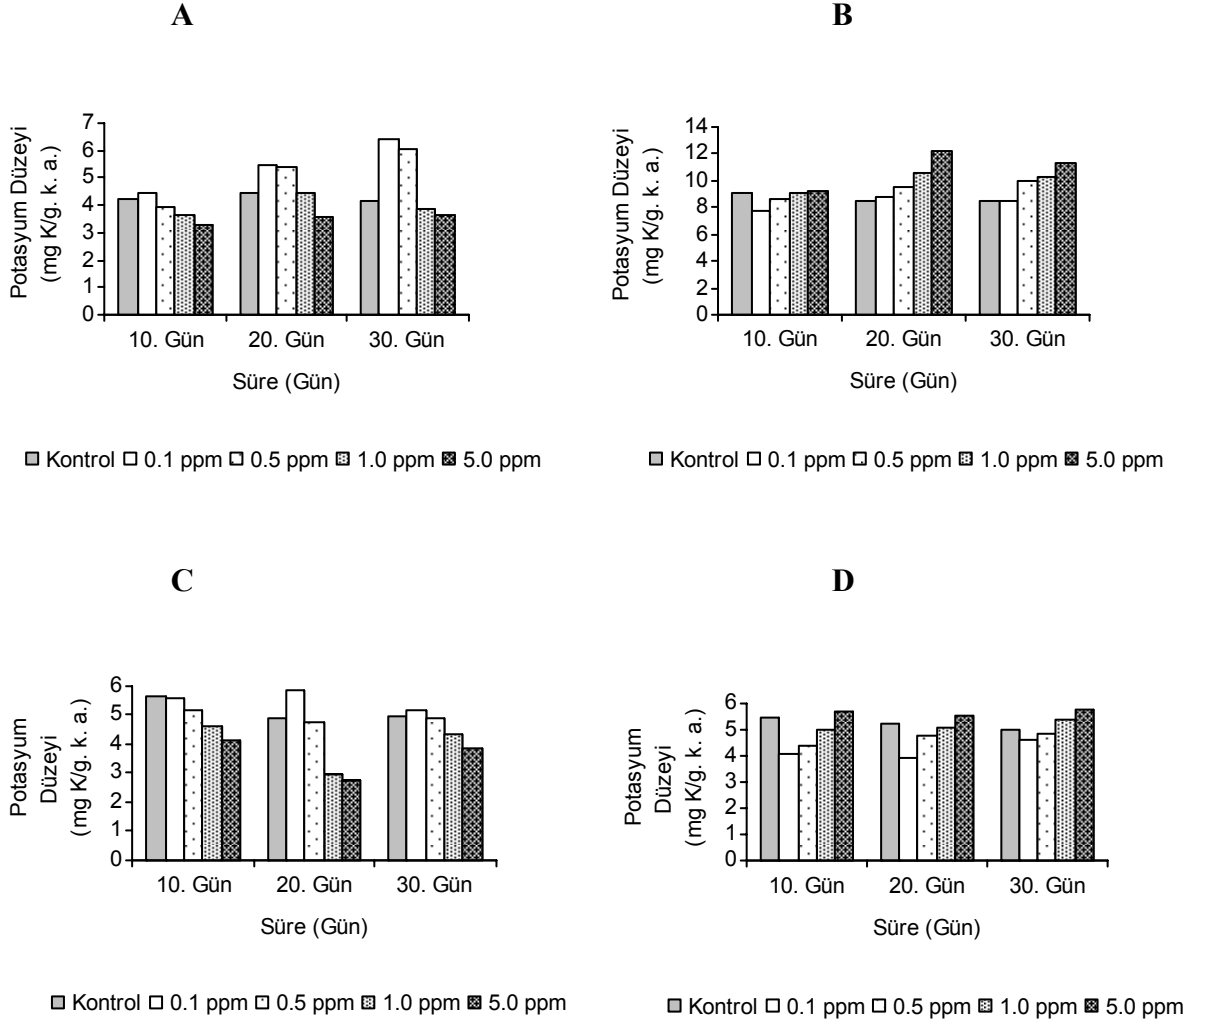 A
Potasyum Düzeyi
(mg K/g. k. a.)
7
6
5
4
3
2
1
0
10. Gün 20. Gün 30. Gün
Süre (Gün)
Kontrol 0.1 ppm 0.5 ppm 1.0 ppm 5.0 ppm
B
Potasyum Düzeyi
(mg K/g. k. a.)
14
12
10
8
6
4
2
0
10. Gün 20. Gün 30. Gün
Süre (Gün)
Kontrol 0.1 ppm 0.5 ppm 1.0 ppm 5.0 ppm
C
Potasyum
Düzeyi
(mg K/g. k. a.)
6
5
4
3
2
1
0
10. Gün 20. Gün 30. Gün
Süre (Gün)
Kontrol 0.1 ppm 0.5 ppm 1.0 ppm 5.0 ppm
D
Potasyum
Düzeyi
(mg K/g. k. a.)
6
5
4
3
2
1
0
10. Gün 20. Gün 30. Gün
Süre (Gün)
Kontrol 0.1 ppm 0.5 ppm 1.0 ppm 5.0 ppm